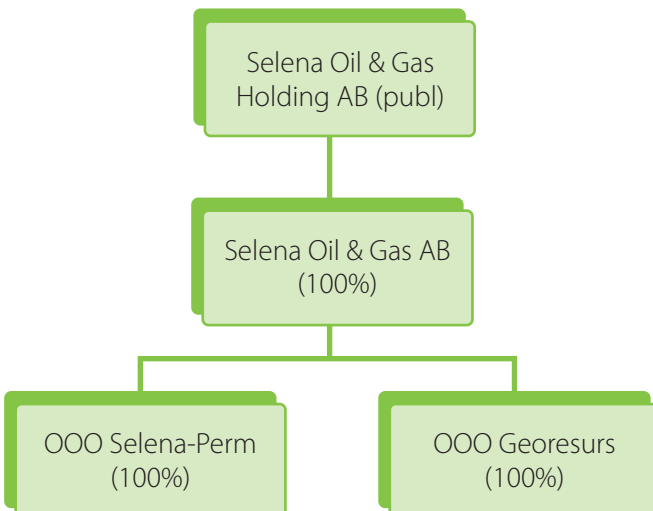 Selena Oil & Gas
Holding AB (publ)
Selena Oil & Gas AB
(100%)
OOO Selena-Perm
(100%)
OOO Georesurs
(100%)